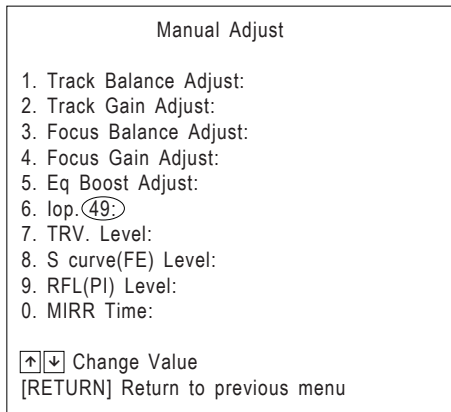 Manual Adjust
1. Track Balance Adjust:
2. Track Gain Adjust:
3. Focus Balance Adjust:
4. Focus Gain Adjust:
5. Eq Boost Adjust:
6. Iop.49:
7. TRV. Level:
8. S curve(FE) Level:
9. RFL(PI) Level:
0. MIRR Time:
↑↓ Change Value
[RETURN] Return to previous menu